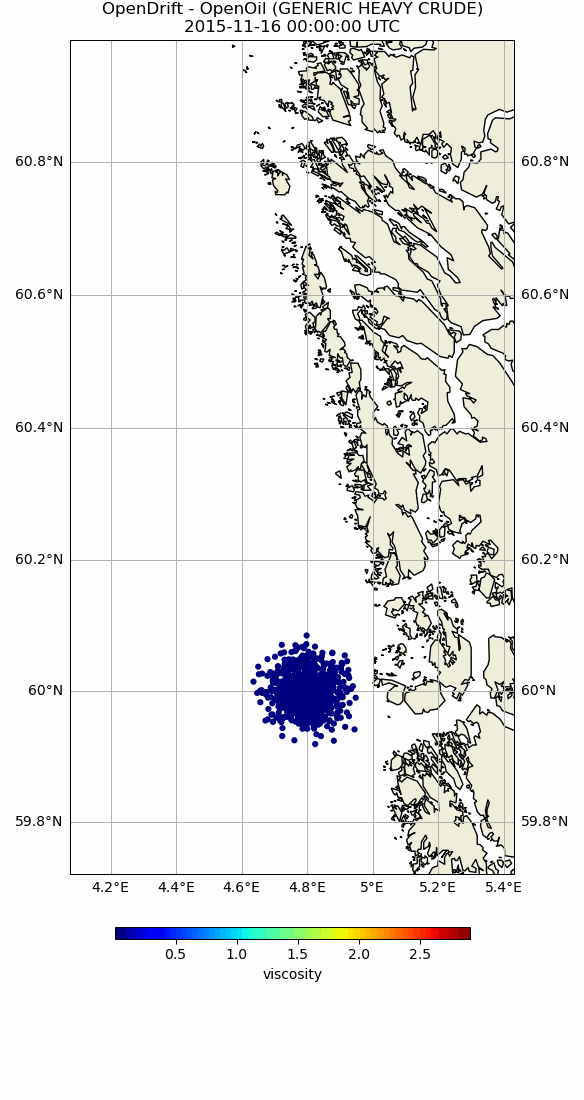 OpenDrift - OpenOil (GENERIC HEAVY CRUDE)
2015-11-16 00:00:00 UTC
60.8°N 60.8°N
60.6°N 60.6°N
60.4°N 60.4°N
60.2°N 60.2°N
60°N 60°N
59.8°N 59.8°N
4.2°E 4.4°E 4.6°E 4.8°E 5°E 5.2°E 5.4°E
0.5 1.0 1.5 2.0 2.5
viscosity